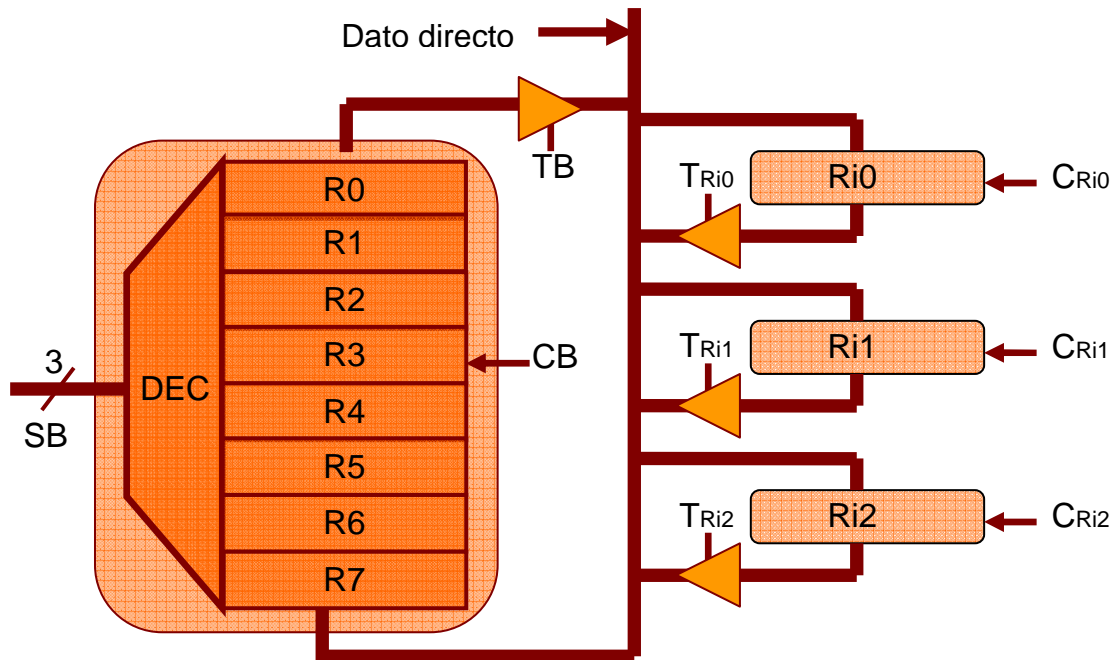 Dato directo
TB
R0
R1
R2
R3
R4
R5
R6
R7
DEC
3
SB
CB
TRi0
Ri0
CRi0
TRi1
Ri1
CRi1
TRi2
Ri2
CRi2